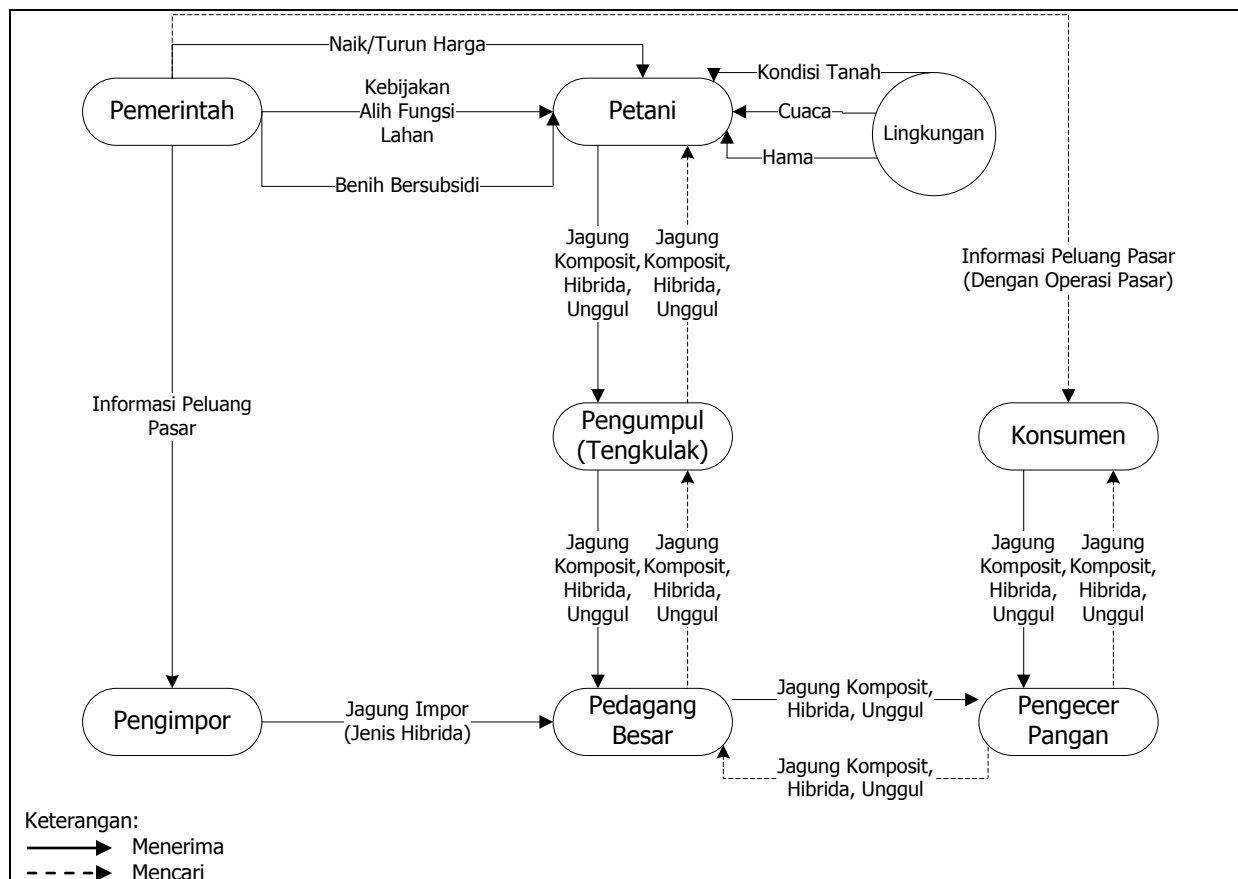 Naik/Turun Harga
Pemerintah
Kebijakan
Alih Fungsi
Lahan
Benih Bersubsidi
Petani
Kondisi Tanah
Cuaca
Hama
Lingkungan
Jagung
Komposit,
Hibrida,
Unggul
Jagung
Komposit,
Hibrida,
Unggul
Informasi Peluang Pasar
(Dengan Operasi Pasar)
Informasi Peluang
Pasar
Pengumpul
(Tengkulak)
Konsumen
Jagung
Komposit,
Hibrida,
Unggul
Jagung
Komposit,
Hibrida,
Unggul
Jagung
Komposit,
Hibrida,
Unggul
Jagung
Komposit,
Hibrida,
Unggul
Pengimpor
Jagung Impor
(Jenis Hibrida)
Pedagang
Besar
Jagung Komposit,
Hibrida, Unggul
Pengecer
Pangan
Jagung Komposit,
Hibrida, Unggul
Keterangan:
Menerima
Mencari